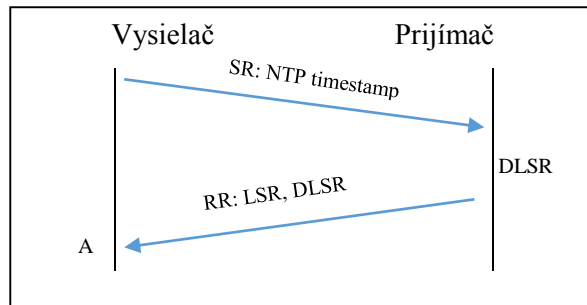 Vysielač
Prijímač
SR: NTP timestamp
DLSR
RR: LSR, DLSR
A